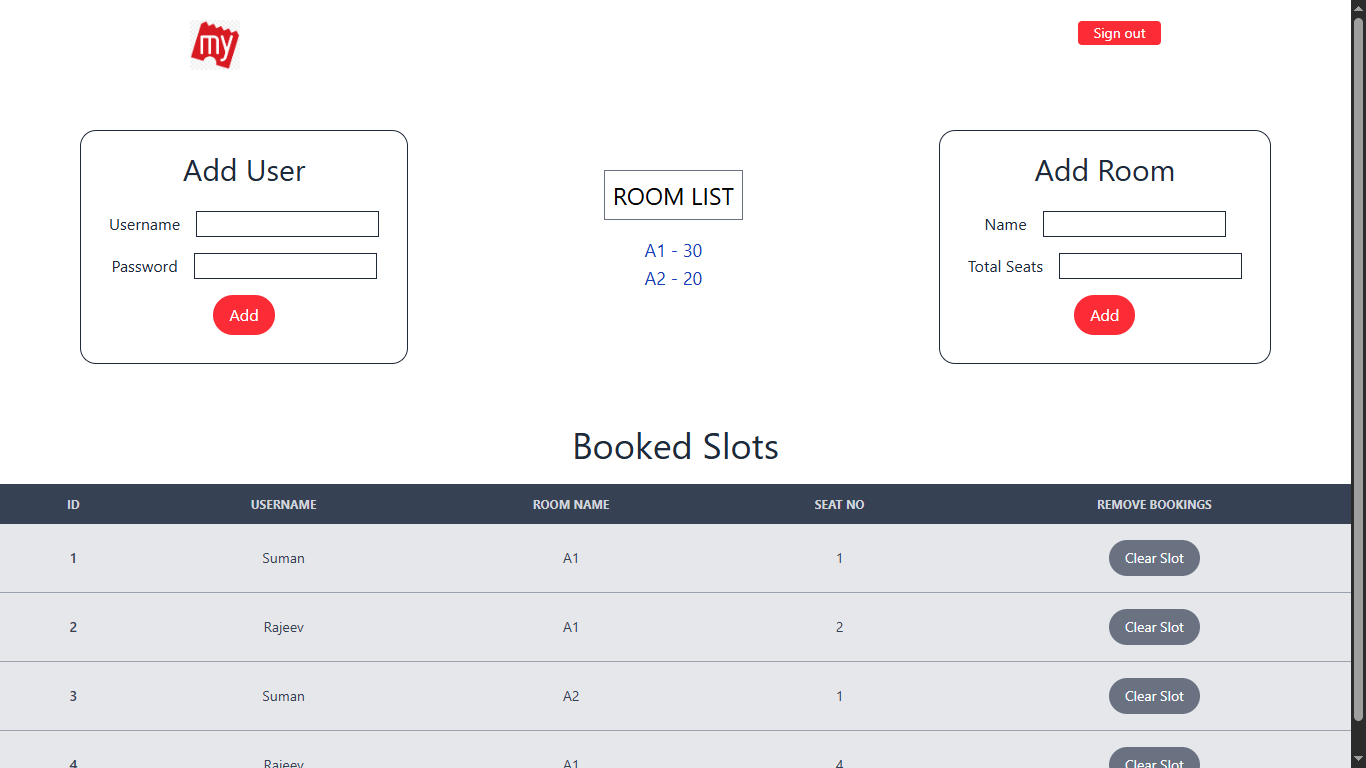 my
Sign out
Add User
Username
Password
Add
ROOM LIST
A1 - 30
A2 - 20
Add Room
Name
Total Seats
Add
Booked Slots
ID USERNAME ROOM NAME SEAT NO REMOVE BOOKINGS
1 Suman A1 1 Clear Slot
2 Rajeev A1 2 Clear Slot
3 Suman A2 1 Clear Slot
4 Rajeev A1 4 Clear Slot